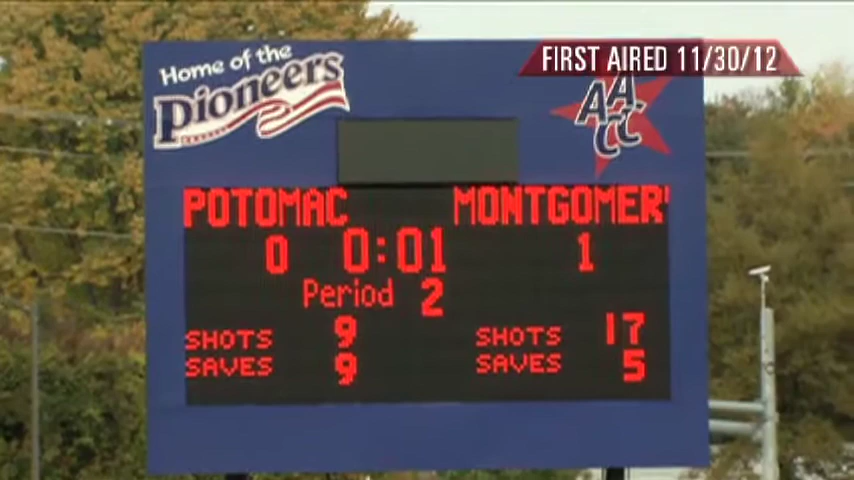 FIRST AIRED 11/30/12
Home of the
Pioneers
AACC
POTOMAC MONTGOMER'
0 0:01 1
Period 2
SHOTS 9 SHOTS 17
SAVES 9 SAVES 5